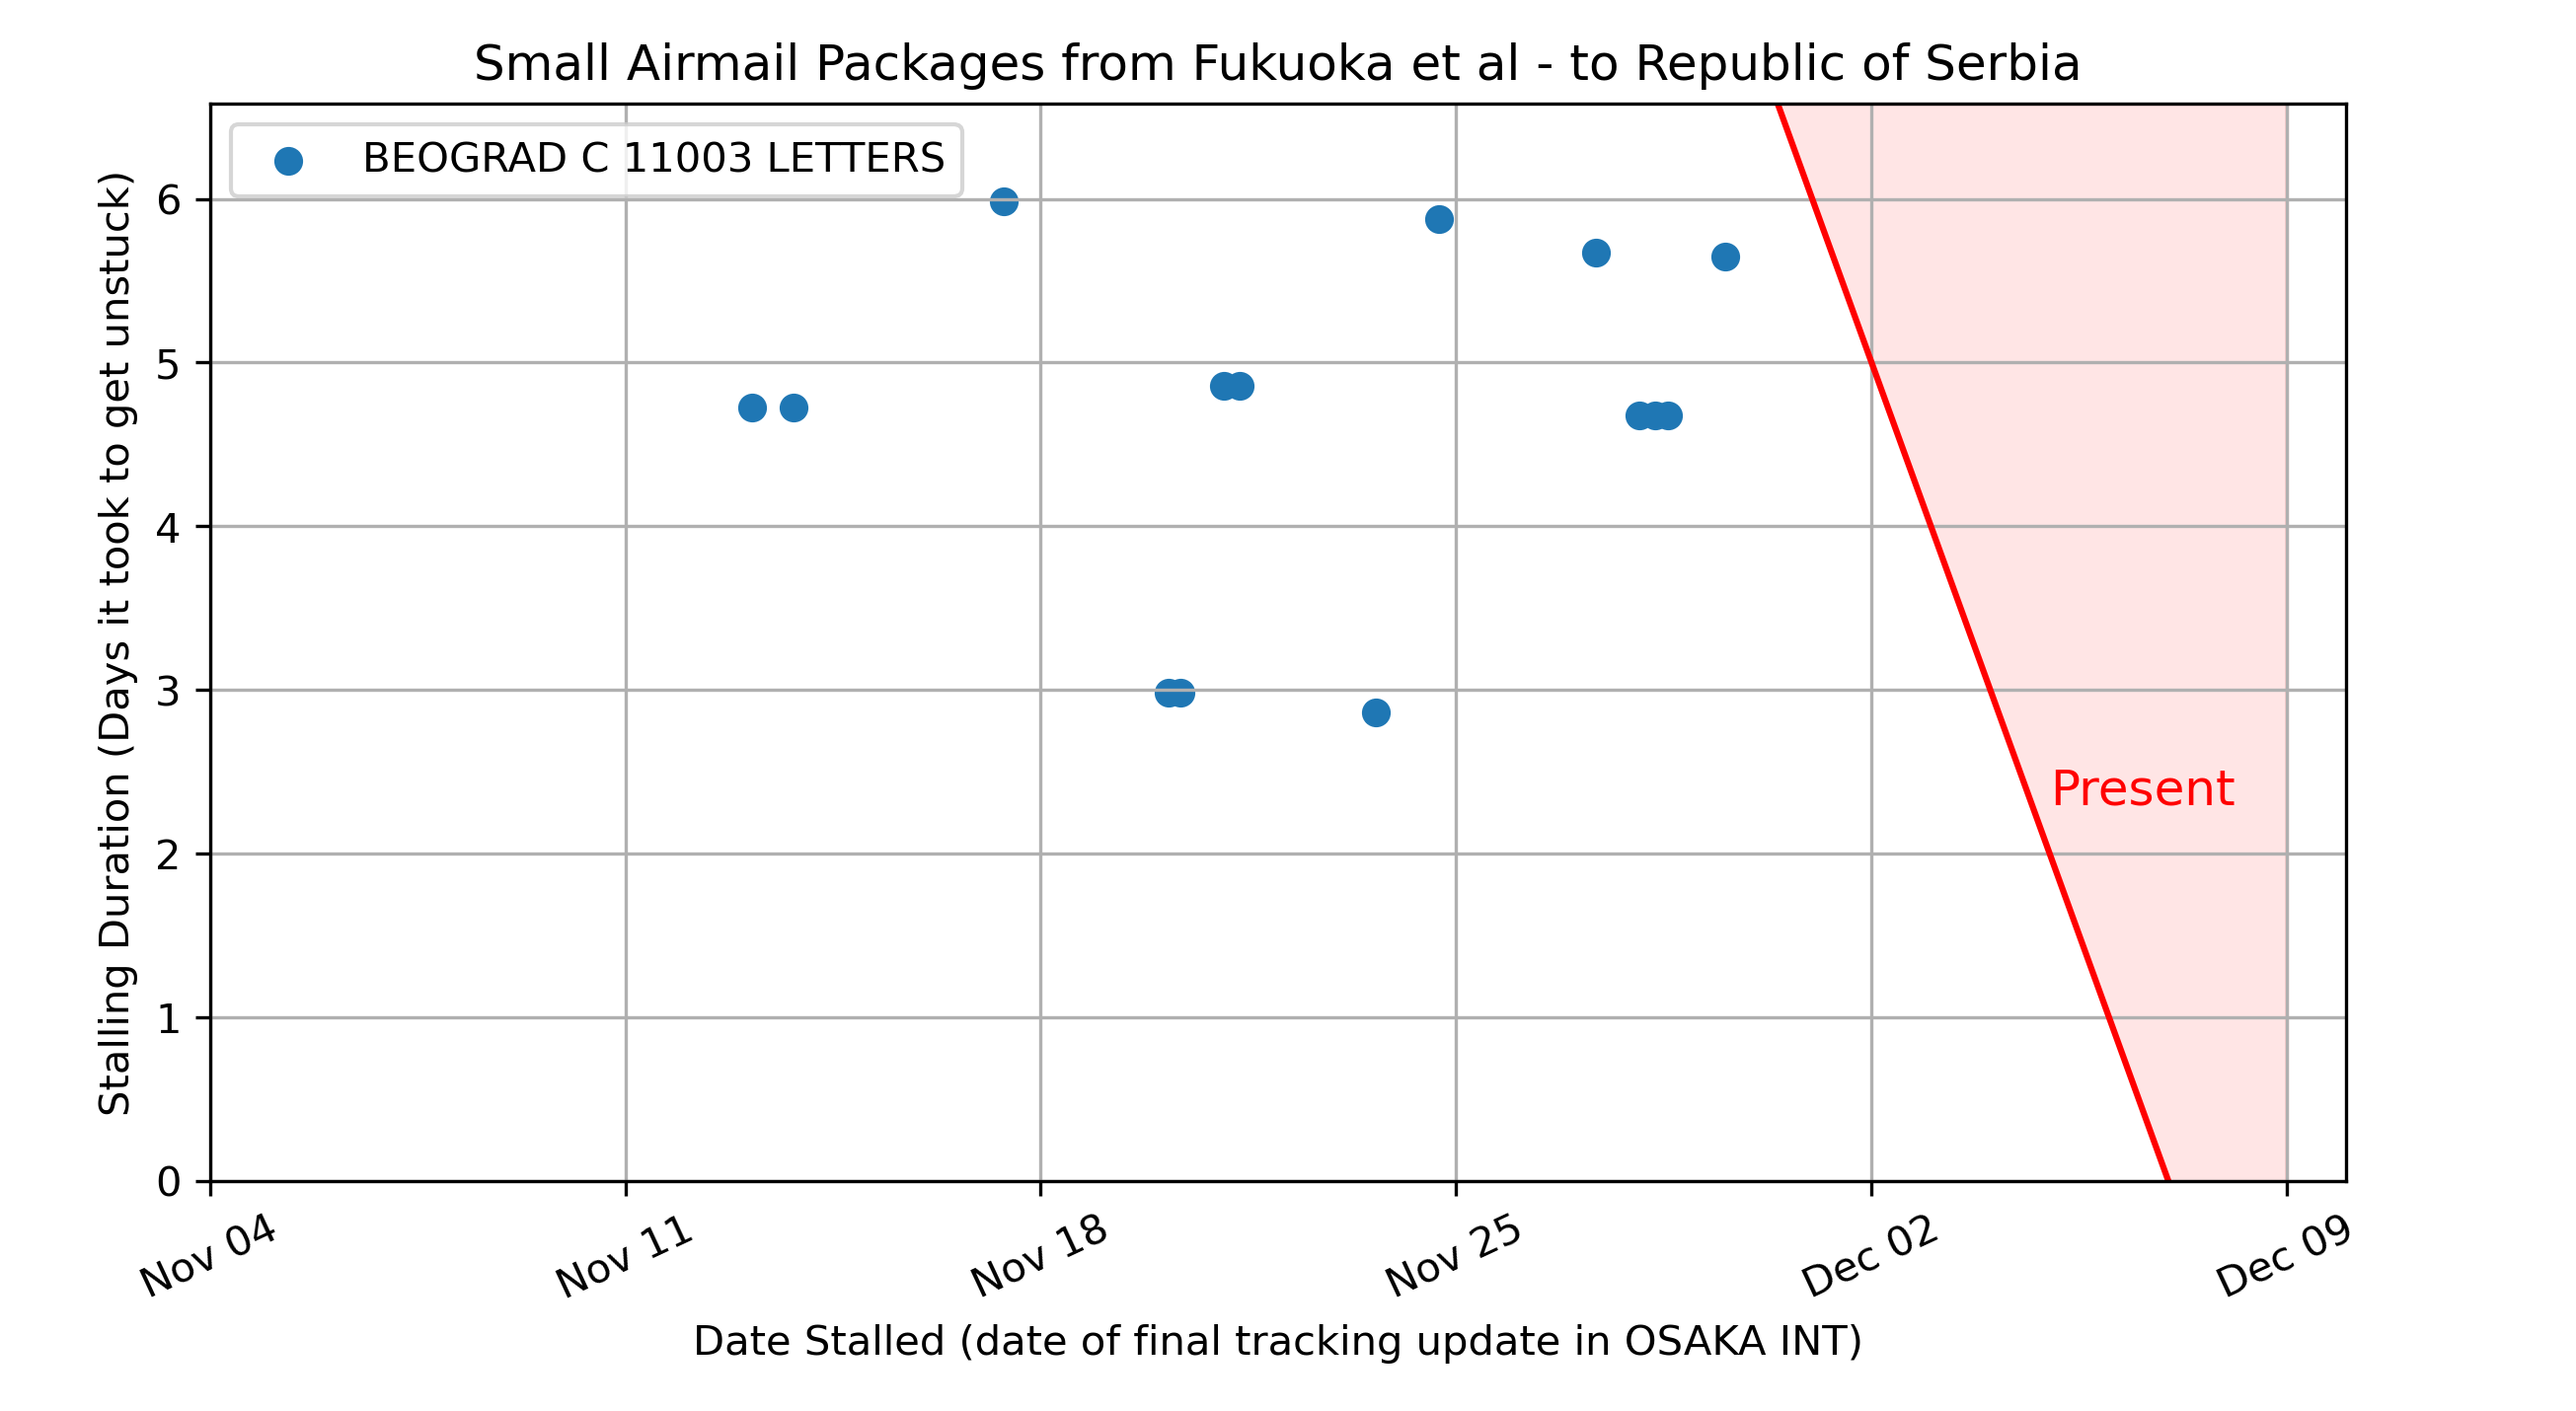 Small Airmail Packages from Fukuoka et al - to Republic of Serbia
BEOGRAD C 11003 LETTERS
Stalling Duration (Days it took to get unstuck)
6
5
4
3
2
1
0
Present
Nov 04
Nov 11
Nov 18
Nov 25
Dec 02
Dec 09
Date Stalled (date of final tracking update in OSAKA INT)